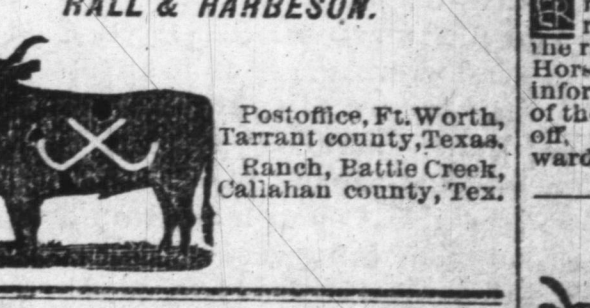 RALL & HARBESON.
Postoffice, Ft. Worth,
Tarrant county, Texas.
Ranch, Battle Creek,
Callahan county, Tex.
the
Hors
infor
of th
off,
ward